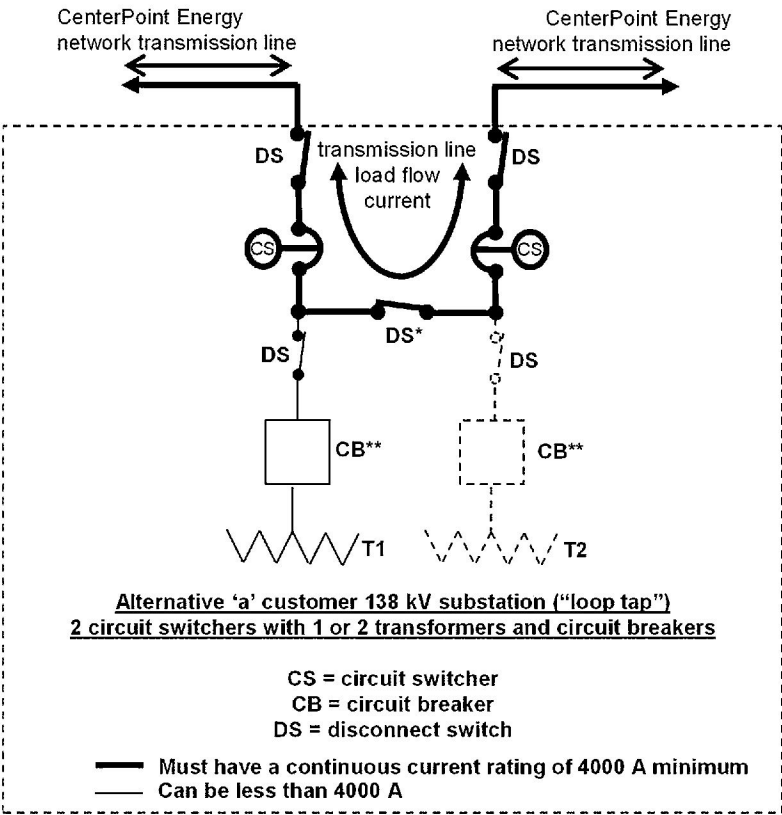 CenterPoint Energy
network transmission line
CenterPoint Energy
network transmission line
DS
transmission line
load flow
current
DS
CS
CS
DS*
DS
DS
CB**
CB**
T1
T2
Alternative ‘a’ customer 138 kV substation (“loop tap”)
2 circuit switchers with 1 or 2 transformers and circuit breakers
CS = circuit switcher
CB = circuit breaker
DS = disconnect switch
Must have a continuous current rating of 4000 A minimum
Can be less than 4000 A